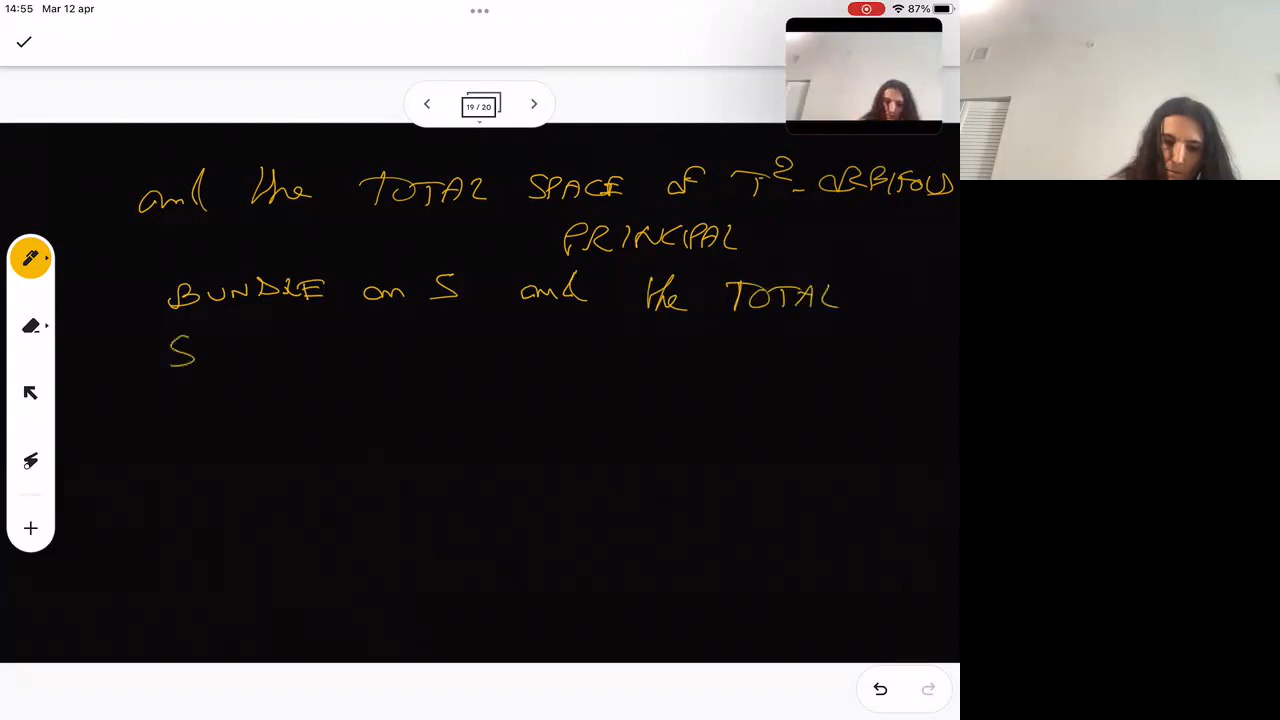 14:55 Mar 12 apr
87%
19 / 20
and the TOTAL SPACE of T²- ORBIFOLD
PRINCIPAL
BUNDLE on S and the TOTAL
S